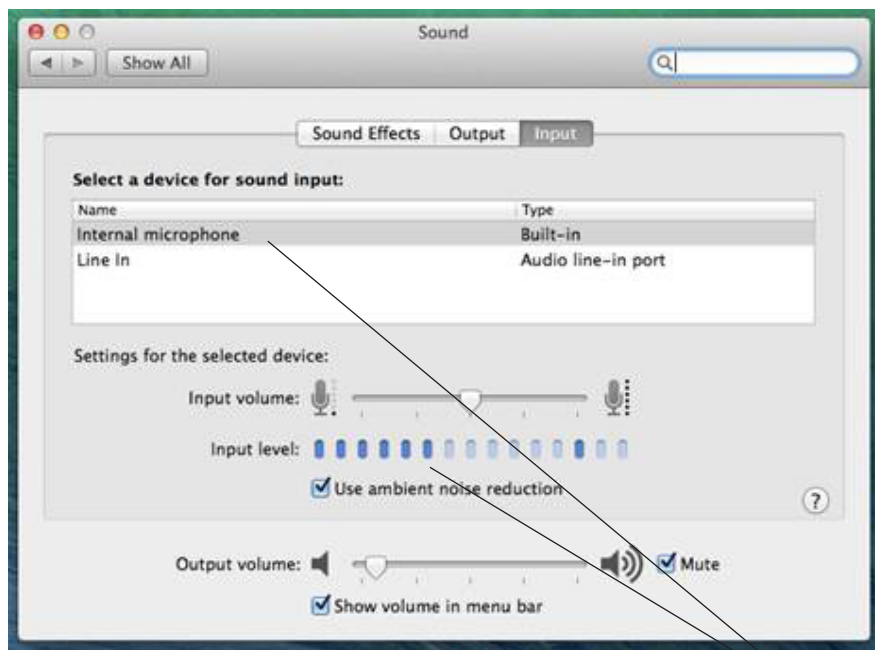 Sound
Show All
Sound Effects Output Input
Select a device for sound input:
Name Type
Internal microphone Built-in
Line In Audio line-in port
Settings for the selected device:
Input volume:
Input level:
Use ambient noise reduction
?
Output volume: Mute
Show volume in menu bar